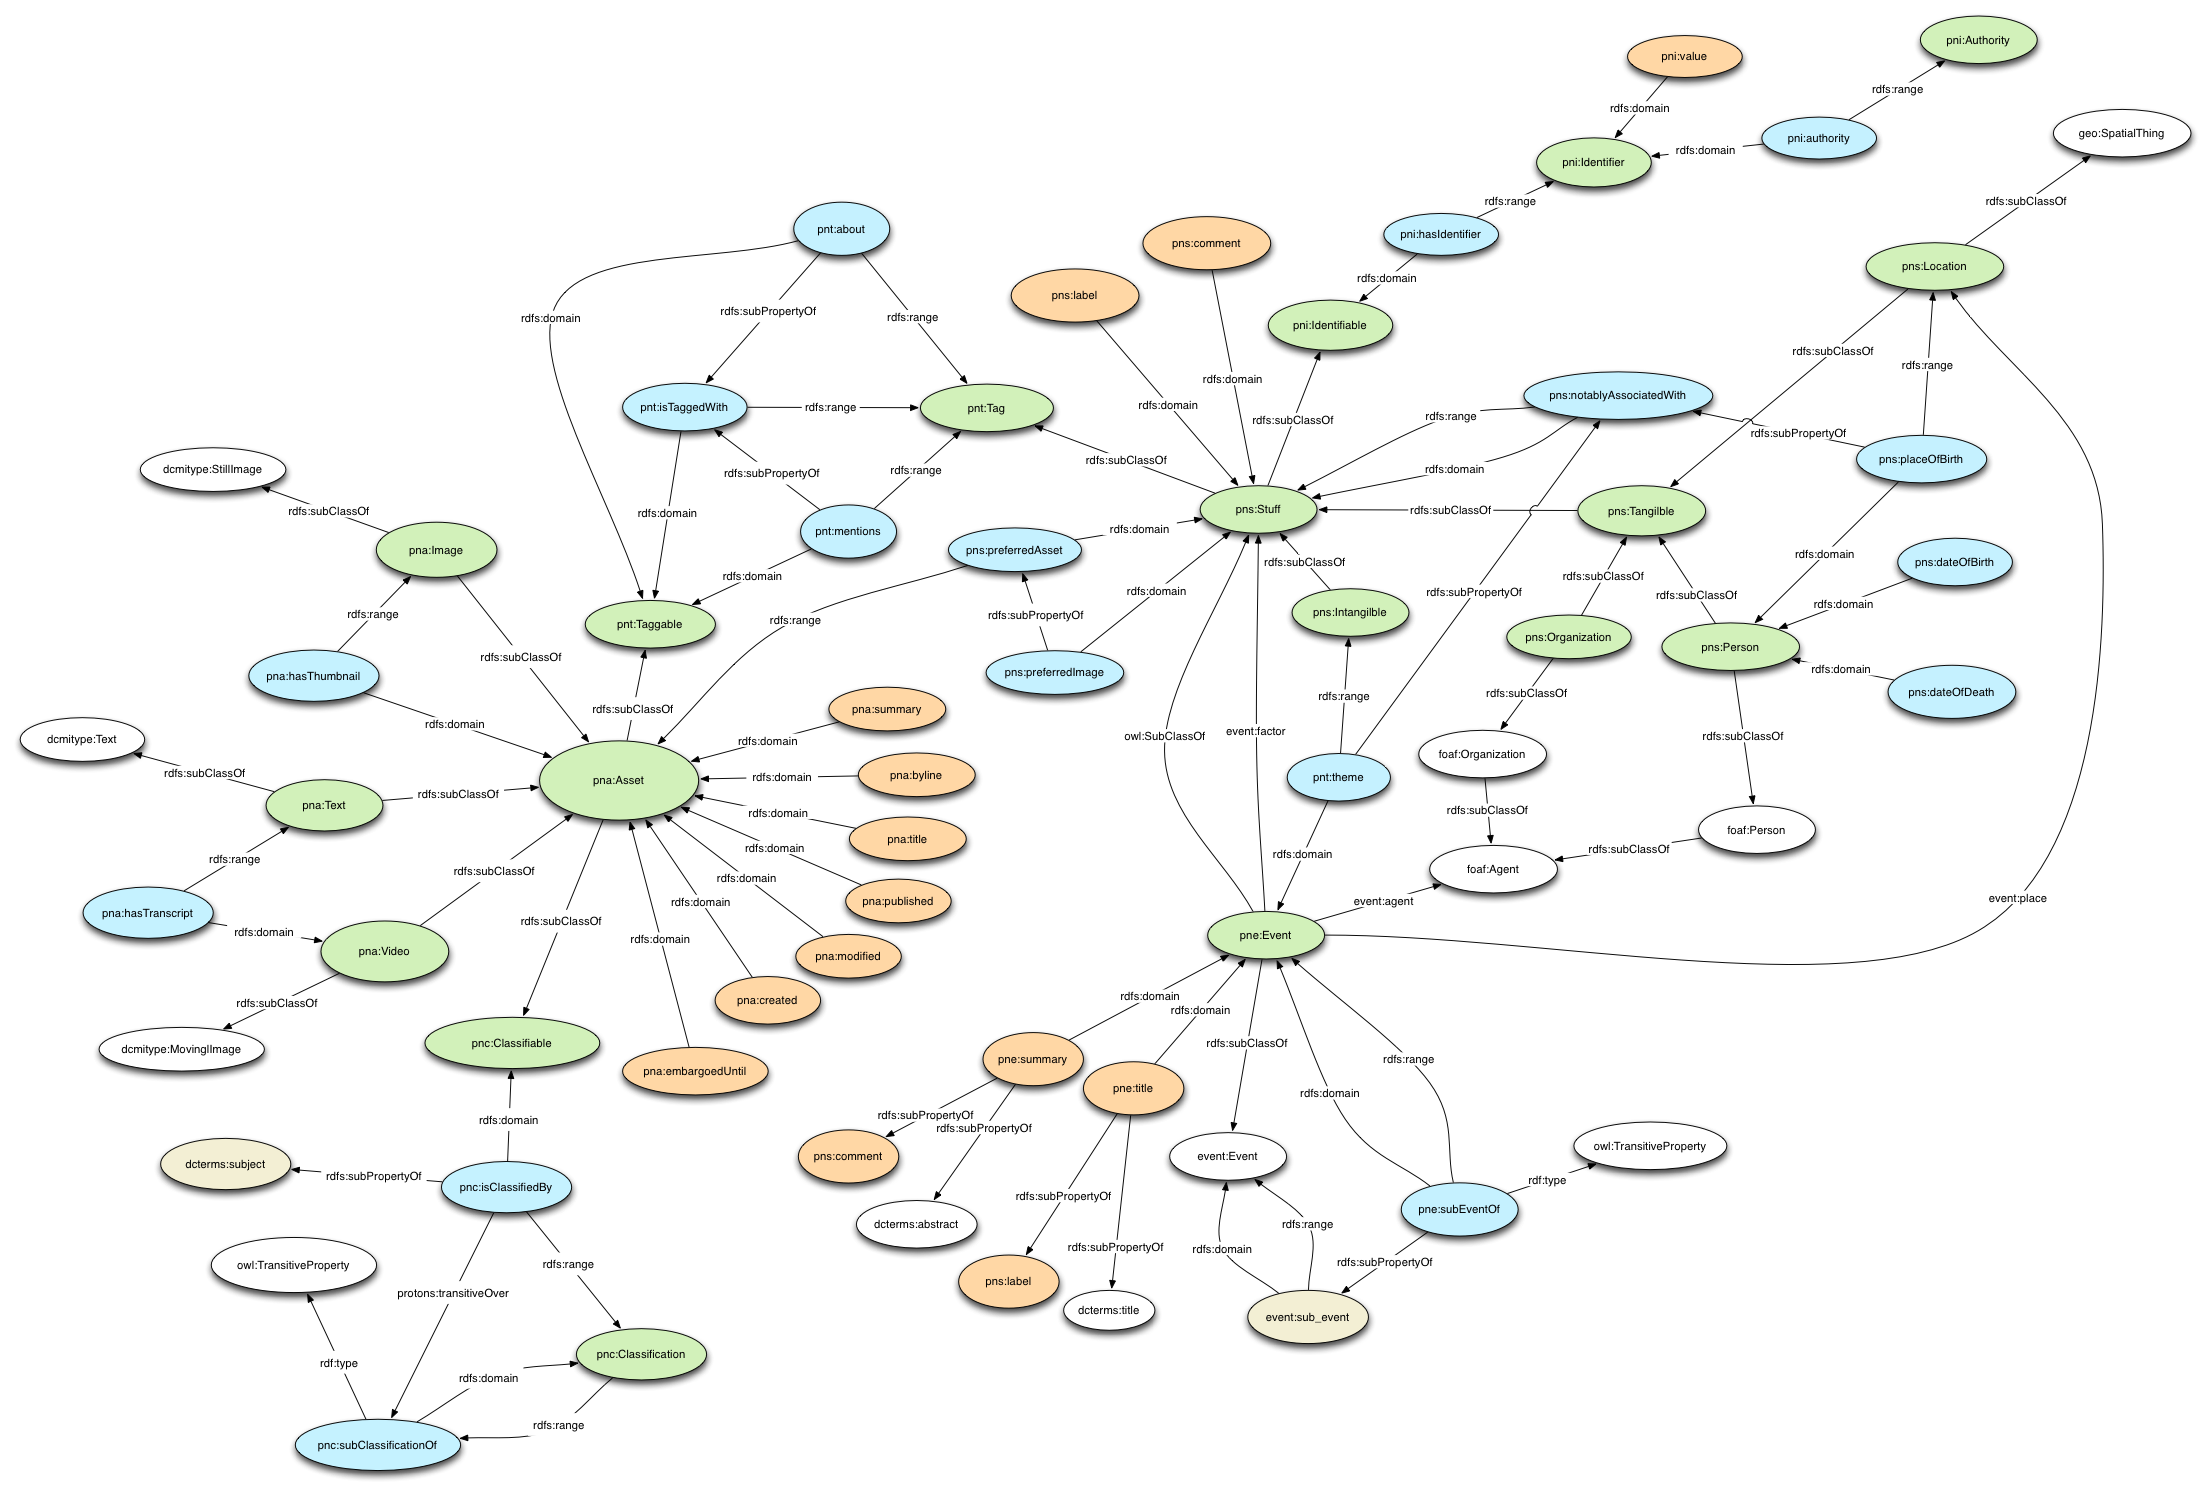 pni:Authority
pni:value
rdfs:range
rdfs:domain
pni:authority
geo:SpatialThing
rdfs:domain
pni:Identifier
rdfs:subClassOf
rdfs:range
pnt:about
pni:hasIdentifier
pns:comment
pns:Location
rdfs:domain
pns:label
rdfs:subPropertyOf
rdfs:range
rdfs:domain
pni:Identifiable
rdfs:subClassOf
rdfs:range
rdfs:domain
pns:notablyAssociatedWith
pnt:isTaggedWith
rdfs:range
pnt:Tag
rdfs:domain
rdfs:subClassOf
rdfs:range
rdfs:subPropertyOf
rdfs:subClassOf
pns:placeOfBirth
dcmitype:StillImage
rdfs:subPropertyOf
rdfs:range
rdfs:domain
rdfs:subClassOf
rdfs:domain
pns:Stuff
rdfs:subClassOf
pns:Tangilble
pnt:mentions
rdfs:domain
pna:Image
pns:preferredAsset
rdfs:subClassOf
rdfs:domain
pns:dateOfBirth
rdfs:domain
rdfs:subClassOf
rdfs:domain
rdfs:subPropertyOf
rdfs:subClassOf
rdfs:domain
rdfs:range
rdfs:subPropertyOf
pns:Intangilble
pnt:Taggable
rdfs:range
pns:Organization
pns:Person
rdfs:subClassOf
pna:hasThumbnail
pns:preferredImage
rdfs:domain
rdfs:range
rdfs:subClassOf
pns:dateOfDeath
rdfs:subClassOf
pna:summary
rdfs:domain
rdfs:domain
owl:SubClassOf
event:factor
rdfs:subClassOf
dcmitype:Text
foaf:Organization
rdfs:subClassOf
pna:Asset
rdfs:domain
pna:byline
pnt:theme
rdfs:subClassOf
pna:Text
rdfs:domain
rdfs:subClassOf
foaf:Person
pna:title
rdfs:domain
rdfs:domain
rdfs:subClassOf
rdfs:range
rdfs:subClassOf
rdfs:domain
foaf:Agent
rdfs:domain
pna:published
event:agent
event:place
pna:hasTranscript
rdfs:subClassOf
rdfs:domain
rdfs:domain
pne:Event
pna:Video
pna:modified
rdfs:subClassOf
pna:created
rdfs:domain
rdfs:domain
dcmitype:MovingIImage
pnc:Classifiable
rdfs:subClassOf
pne:summary
rdfs:range
pna:embargoedUntil
pne:title
rdfs:domain
rdfs:subPropertyOf
rdfs:domain
rdfs:subPropertyOf
owl:TransitiveProperty
pns:comment
event:Event
dcterms:subject
rdfs:subPropertyOf
rdf:type
pnc:isClassifiedBy
rdfs:subPropertyOf
pne:subEventOf
dcterms:abstract
rdfs:range
rdfs:subPropertyOf
rdfs:domain
owl:TransitiveProperty
rdfs:range
rdfs:subPropertyOf
pns:label
protons:transitiveOver
dcterms:title
event:sub_event
pnc:Classification
rdf:type
rdfs:domain
rdfs:range
pnc:subClassificationOf